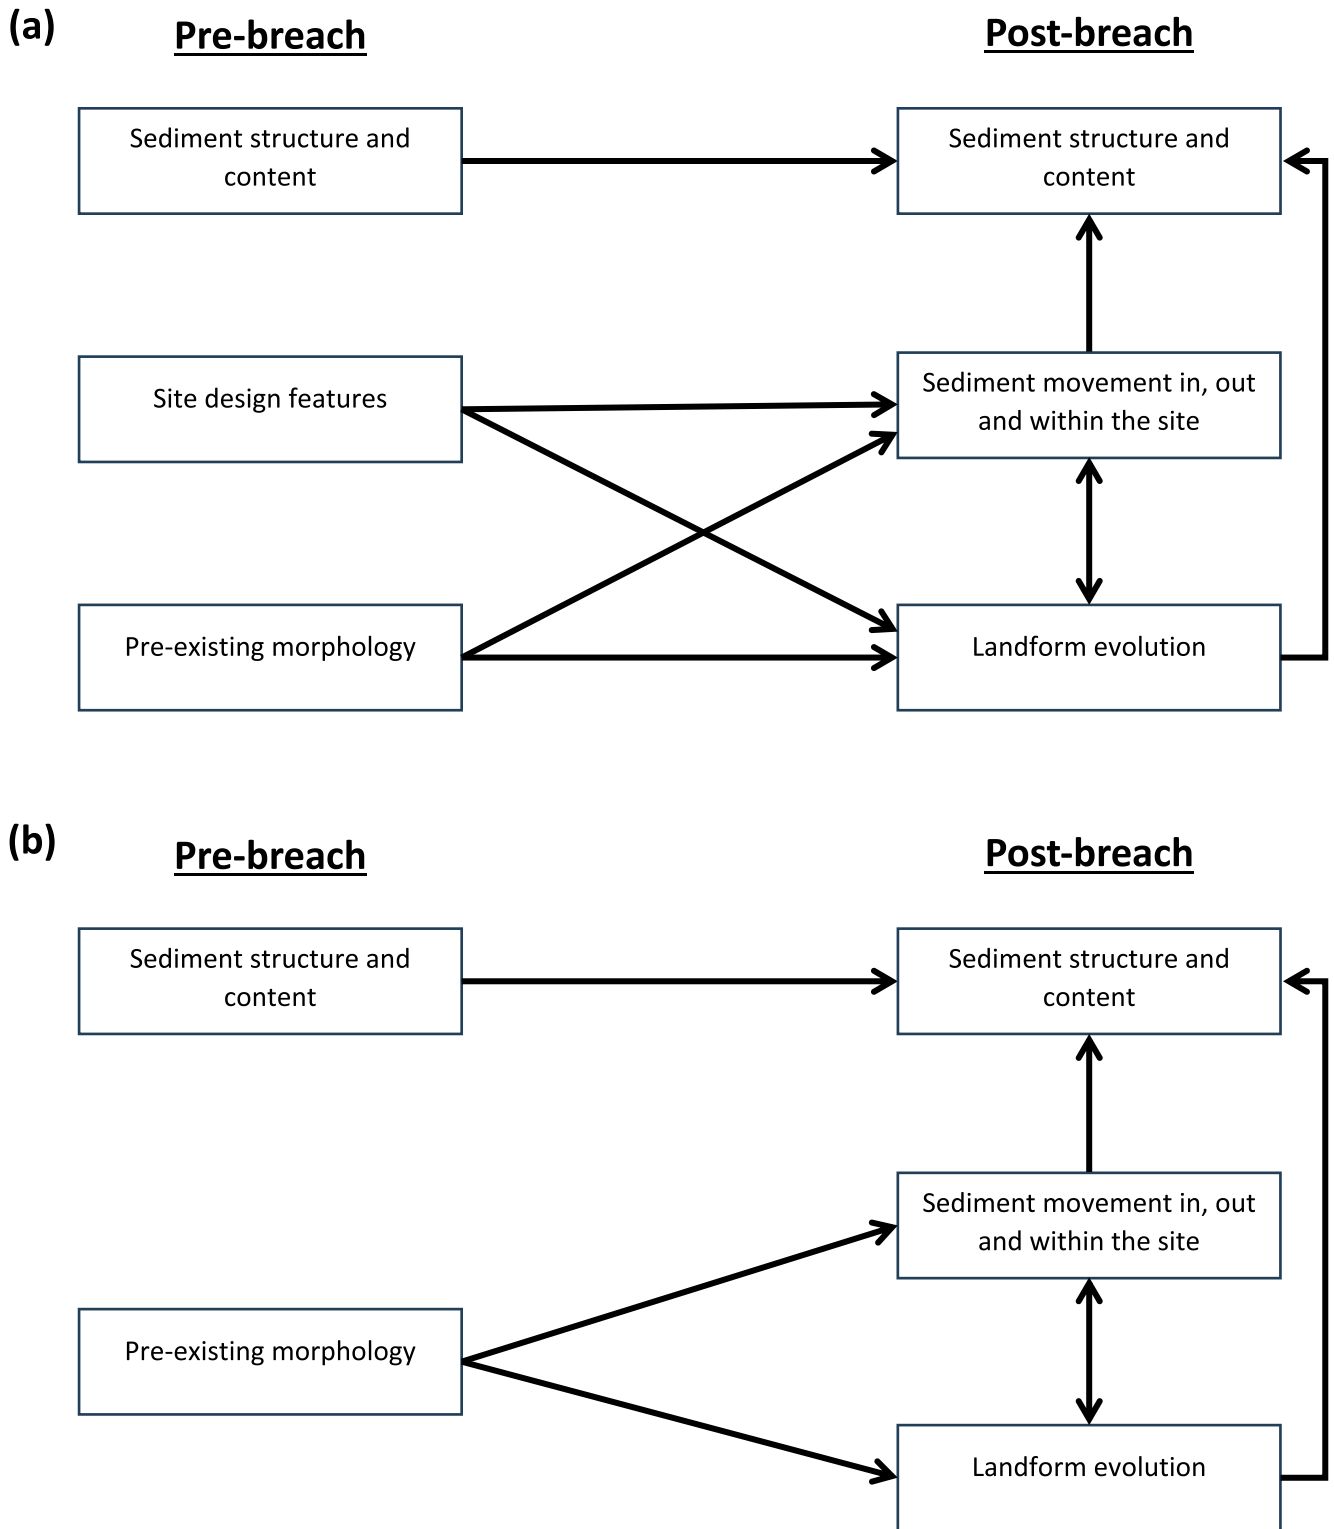 (a)
Pre-breach
Post-breach
Sediment structure and
content
Sediment structure and
content
Site design features
Sediment movement in, out
and within the site
Pre-existing morphology
Landform evolution
(b)
Pre-breach
Post-breach
Sediment structure and
content
Sediment structure and
content
Sediment movement in, out
and within the site
Pre-existing morphology
Landform evolution